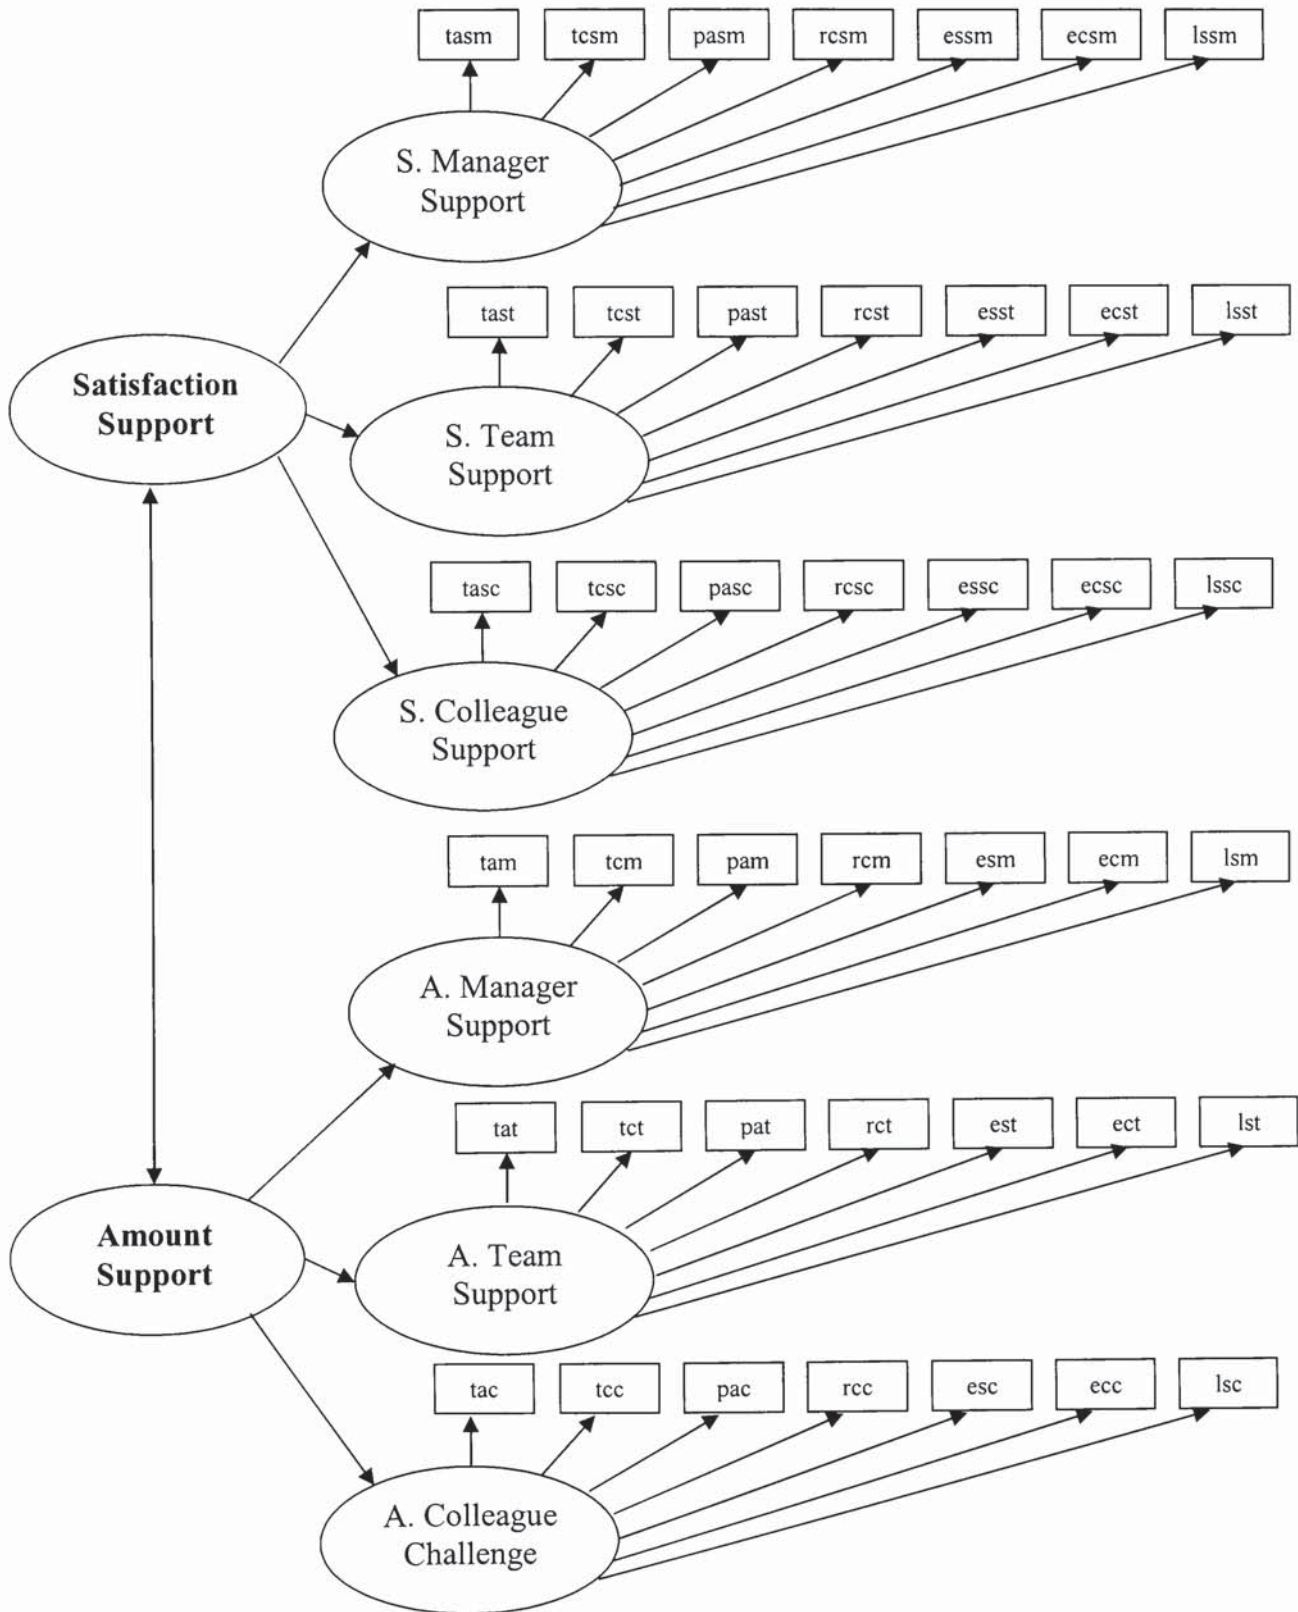 tasm tcsm pasm rcsm essm ecsm lssm
S. Manager
Support
tast tcst past rcst esst ecst lsst
Satisfaction
Support
S. Team
Support
tasc tcsc pasc rcsc essc ecsc lssc
S. Colleague
Support
tam tcm pam rcm esm ecm lsm
A. Manager
Support
tat tct pat rct est ect lst
Amount
Support
A. Team
Support
tac tcc pac rcc esc ecc lsc
A. Colleague
Challenge